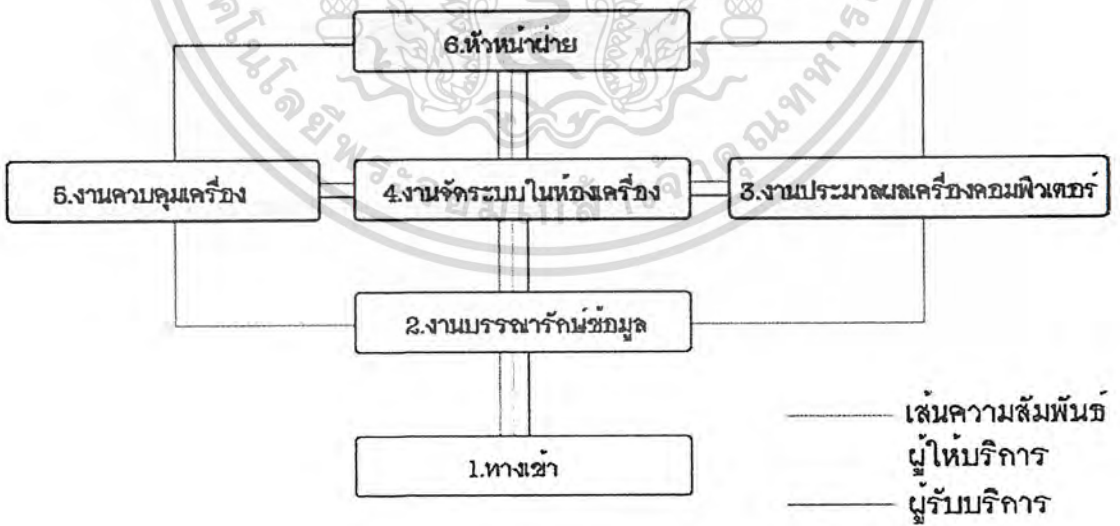 6.หัวหน้าฝ่าย
5.งานควบคุมเครื่อง
4.งานจัดระบบในห้องเครื่อง
3.งานประมวลผลเครื่องคอมพิวเตอร์
2.งานบรรณารักษ์ข้อมูล
1.ทางเข้า
เส้นความสัมพันธ์
ผู้ให้บริการ
ผู้รับบริการ